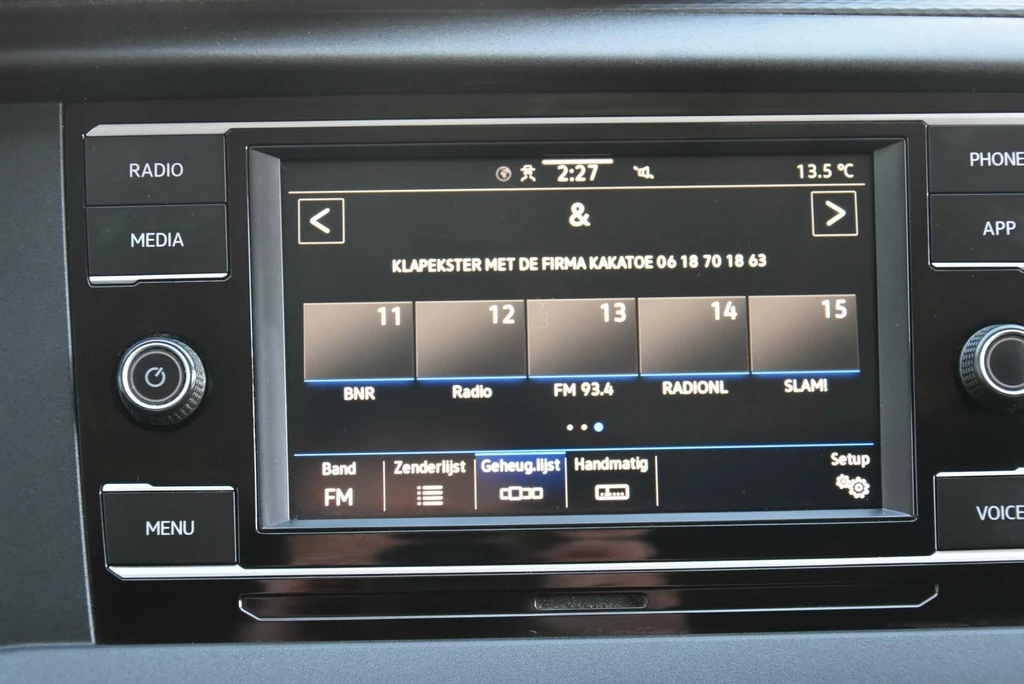 RADIO
MEDIA
MENU
2:27
13.5 °C
<
&
>
KLAPEKSTER MET DE FIRMA KAKATOE 06 18 70 18 63
11 12 13 14 15
BNR Radio FM 93.4 RADIONL SLAM!
Band Zenderlijst Geheug.lijst Handmatig Setup
FM
PHONE
APP
VOICE